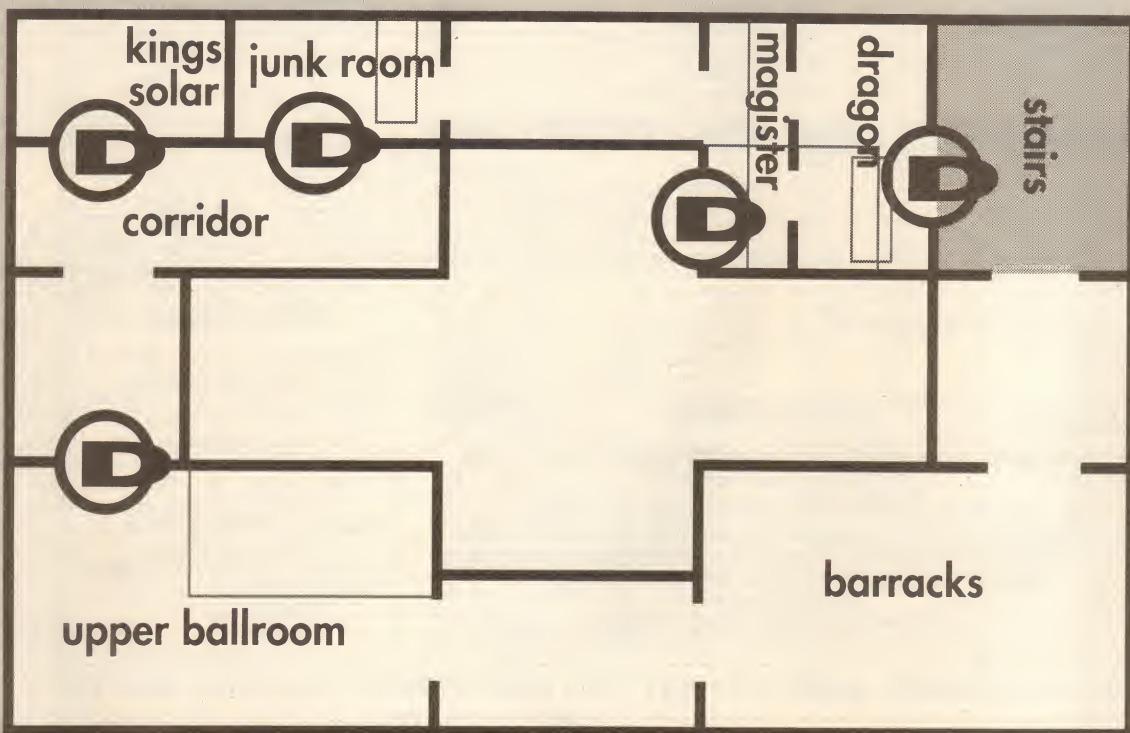 kings
solar
junk room
magister
dragon
stairs
D
D
D
D
corridor
D
upper ballroom
barracks